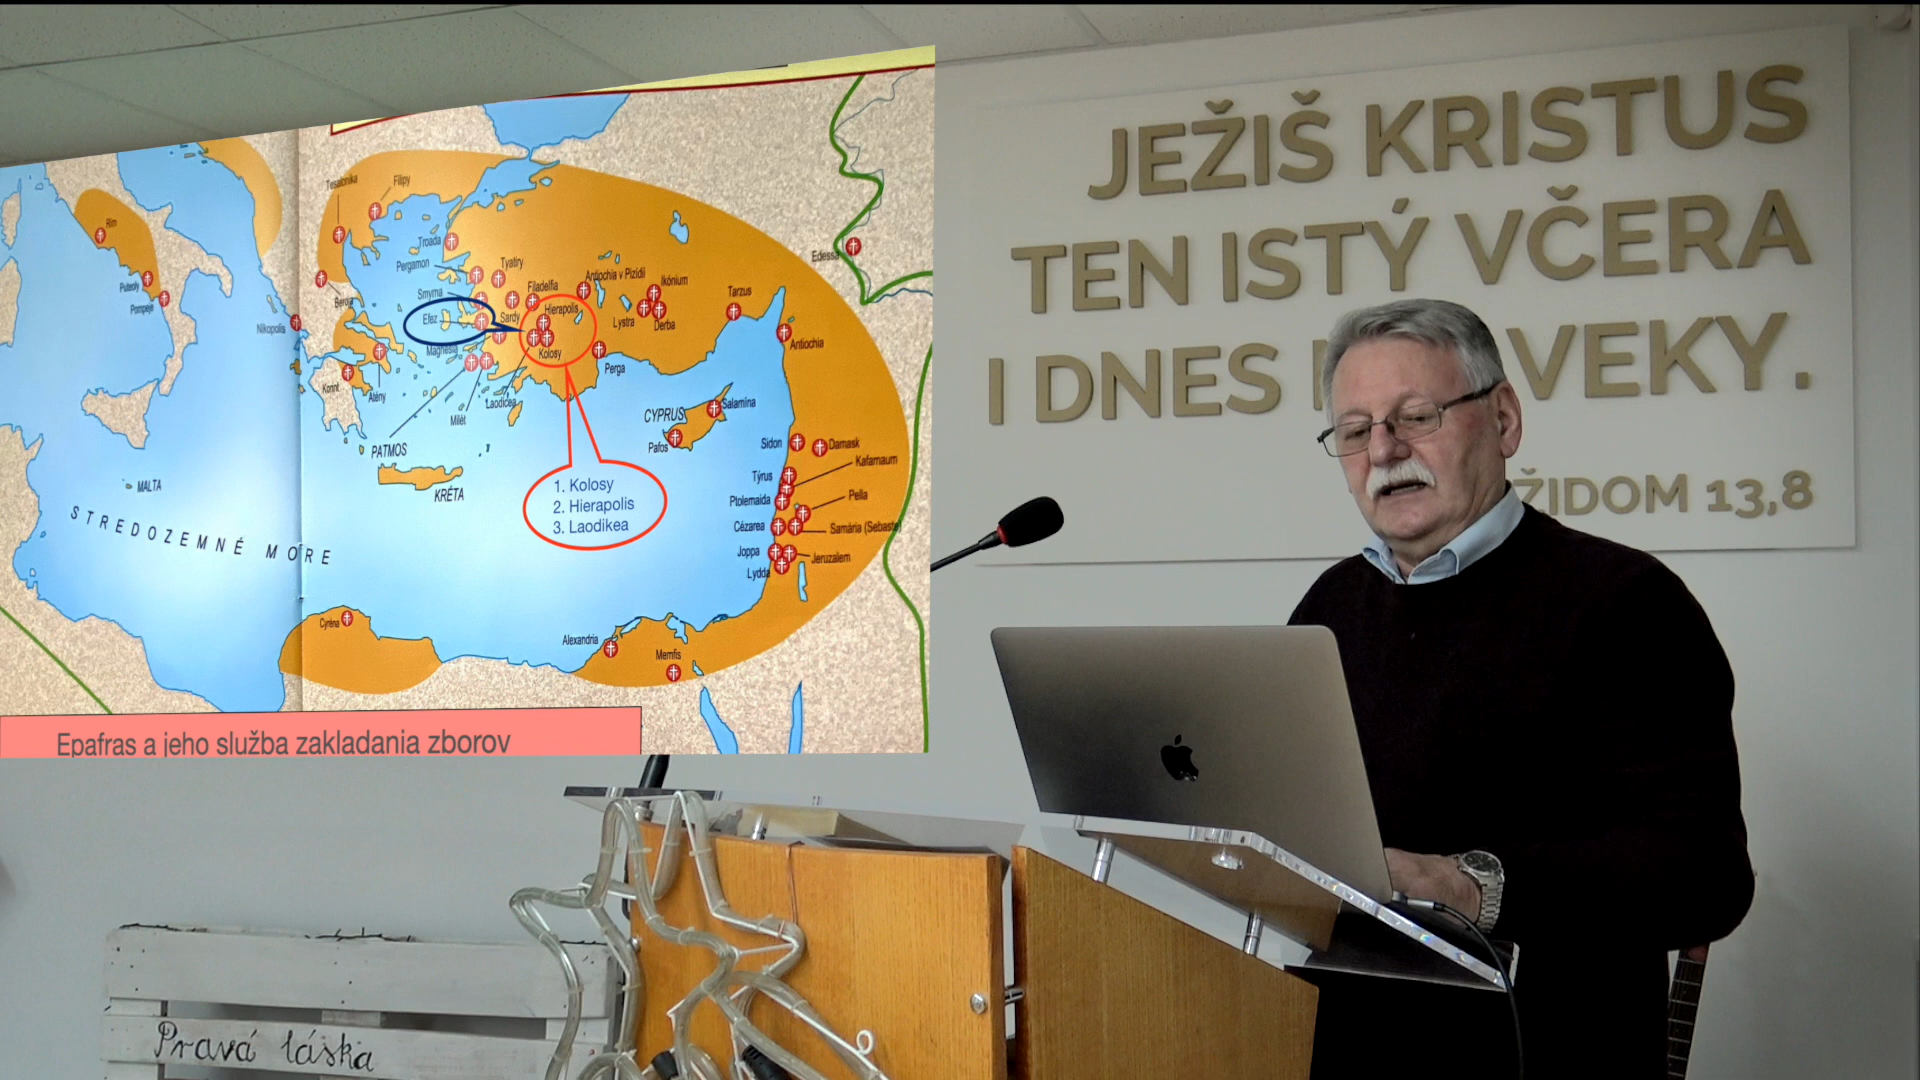 Tesalonika
Filipy
Rím
Troada
Pergamon
Tyatiry
Puteoly
Pompeje
Beroia
Smyrna
Filadelfia
Antiochia v Pizídii
Ikónium
Edessa
Tarzus
Nikopolis
Efez
Sardy
Hierapolis
Lystra
Derba
Magnesia
Kolosy
Antiochia
Korint
Atény
Perga
Laodicea
Milét
CYPRUS
Salamina
Pafos
PATMOS
KRÉTA
MALTA
STREDOZEMNÉ MORE
Sidon
Damask
Kafarnaum
Týrus
Ptolemaida
Pella
Cézarea
Samária (Sebaste
Joppa
Jeruzalem
Lydda
Cyréna
Alexandria
Memfis
1. Kolosy
2. Hierapolis
3. Laodikea
Epafras a jeho služba zakladania zborov
JEŽIŠ KRISTUS
TEN ISTÝ VČERA
I DNES VEKY.
ŽIDOM 13,8
Pravá láska